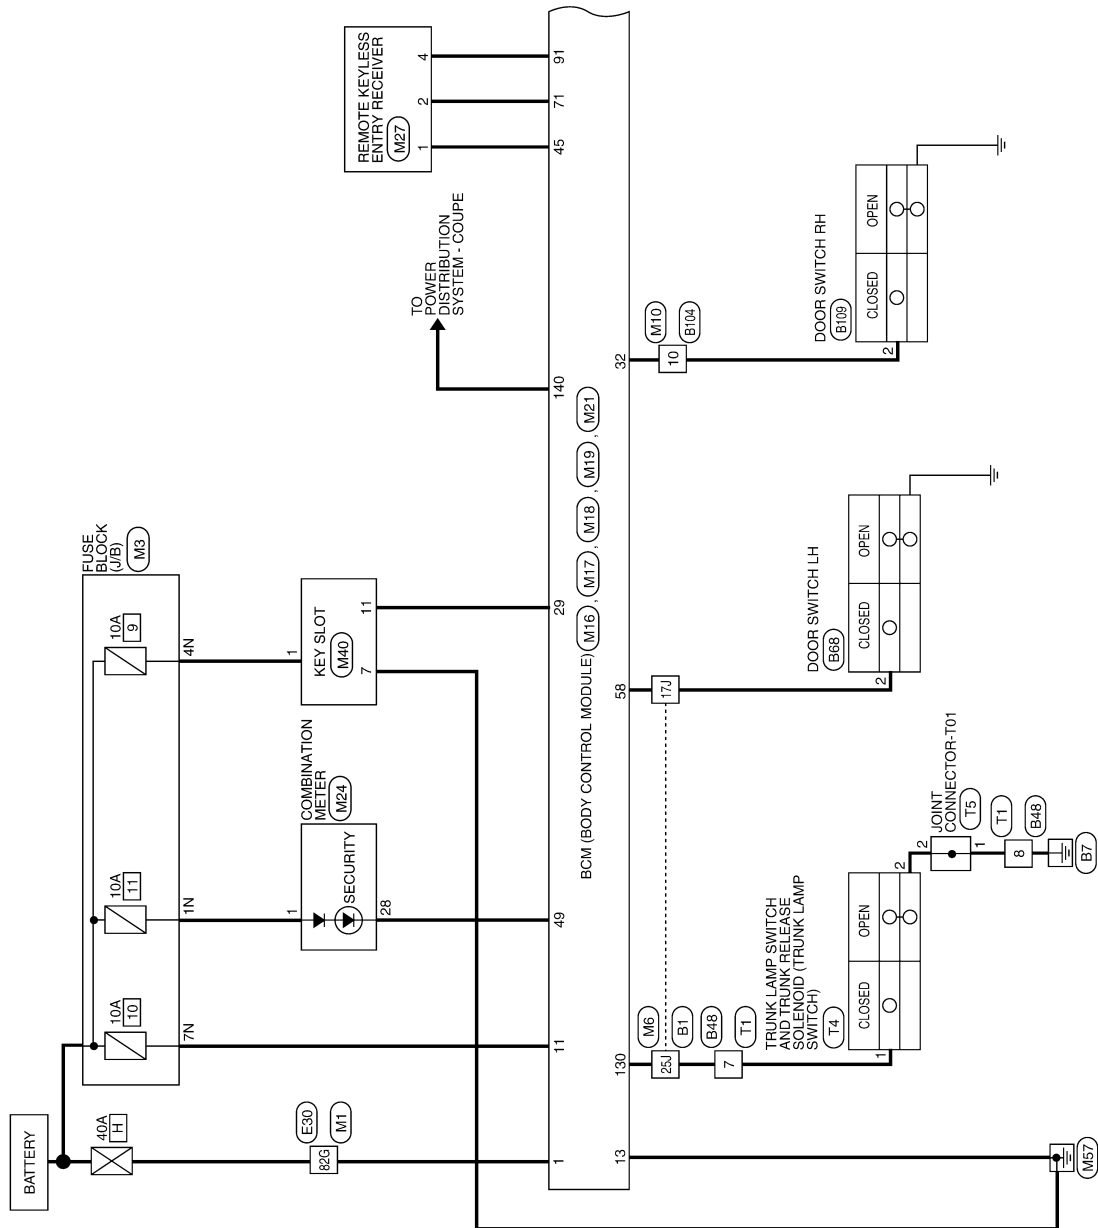 BATTERY
40A
H
E30
82G
M1
1
FUSE
BLOCK
(J/B)
M3
10A
10
7N
11
10A
11
1N
10A
9
4N
COMBINATION
METER
M24
1
SECURITY
28
49
KEY SLOT
M40
1
7
11
29
TO
POWER
DISTRIBUTION
SYSTEM - COUPE
140
REMOTE KEYLESS
ENTRY RECEIVER
M27
1
2
4
45
71
91
BCM (BODY CONTROL MODULE) M16 , M17 , M18 , M19 , M21
13
M57
130
M6
25J
B1
B48
7
T1
TRUNK LAMP SWITCH
AND TRUNK RELEASE
SOLENOID (TRUNK LAMP
SWITCH)
T4
1
CLOSED
OPEN
2
JOINT
CONNECTOR-T01
T5
2
1
T1
8
B48
B7
58
17J
DOOR SWITCH LH
B68
2
CLOSED
OPEN
32
M10
10
B104
DOOR SWITCH RH
B109
2
CLOSED
OPEN